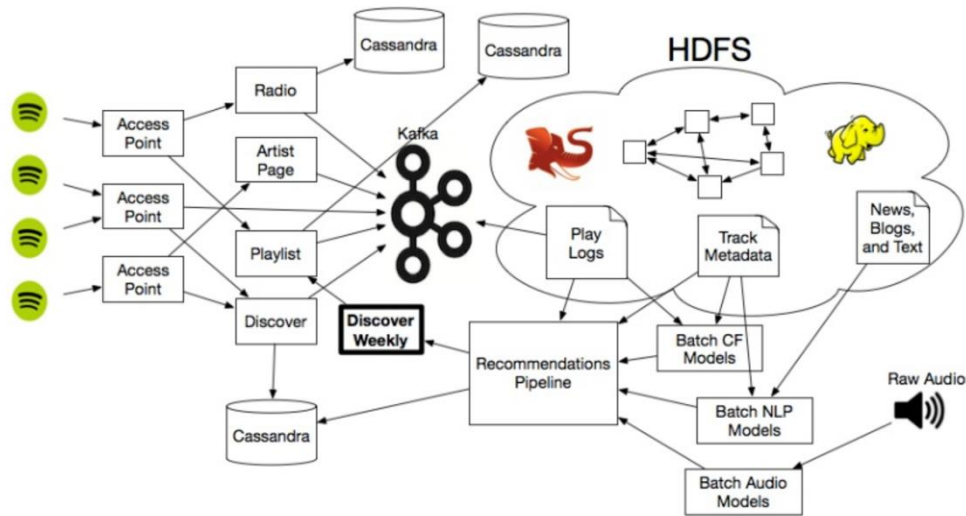 Cassandra
Cassandra
HDFS
Radio
Kafka
Access
Point
Artist
Page
Access
Point
Playlist
Access
Point
Discover
Discover
Weekly
Play
Logs
Track
Metadata
News,
Blogs,
and Text
Recommendations
Pipeline
Batch CF
Models
Raw Audio
Batch NLP
Models
Cassandra
Batch Audio
Models